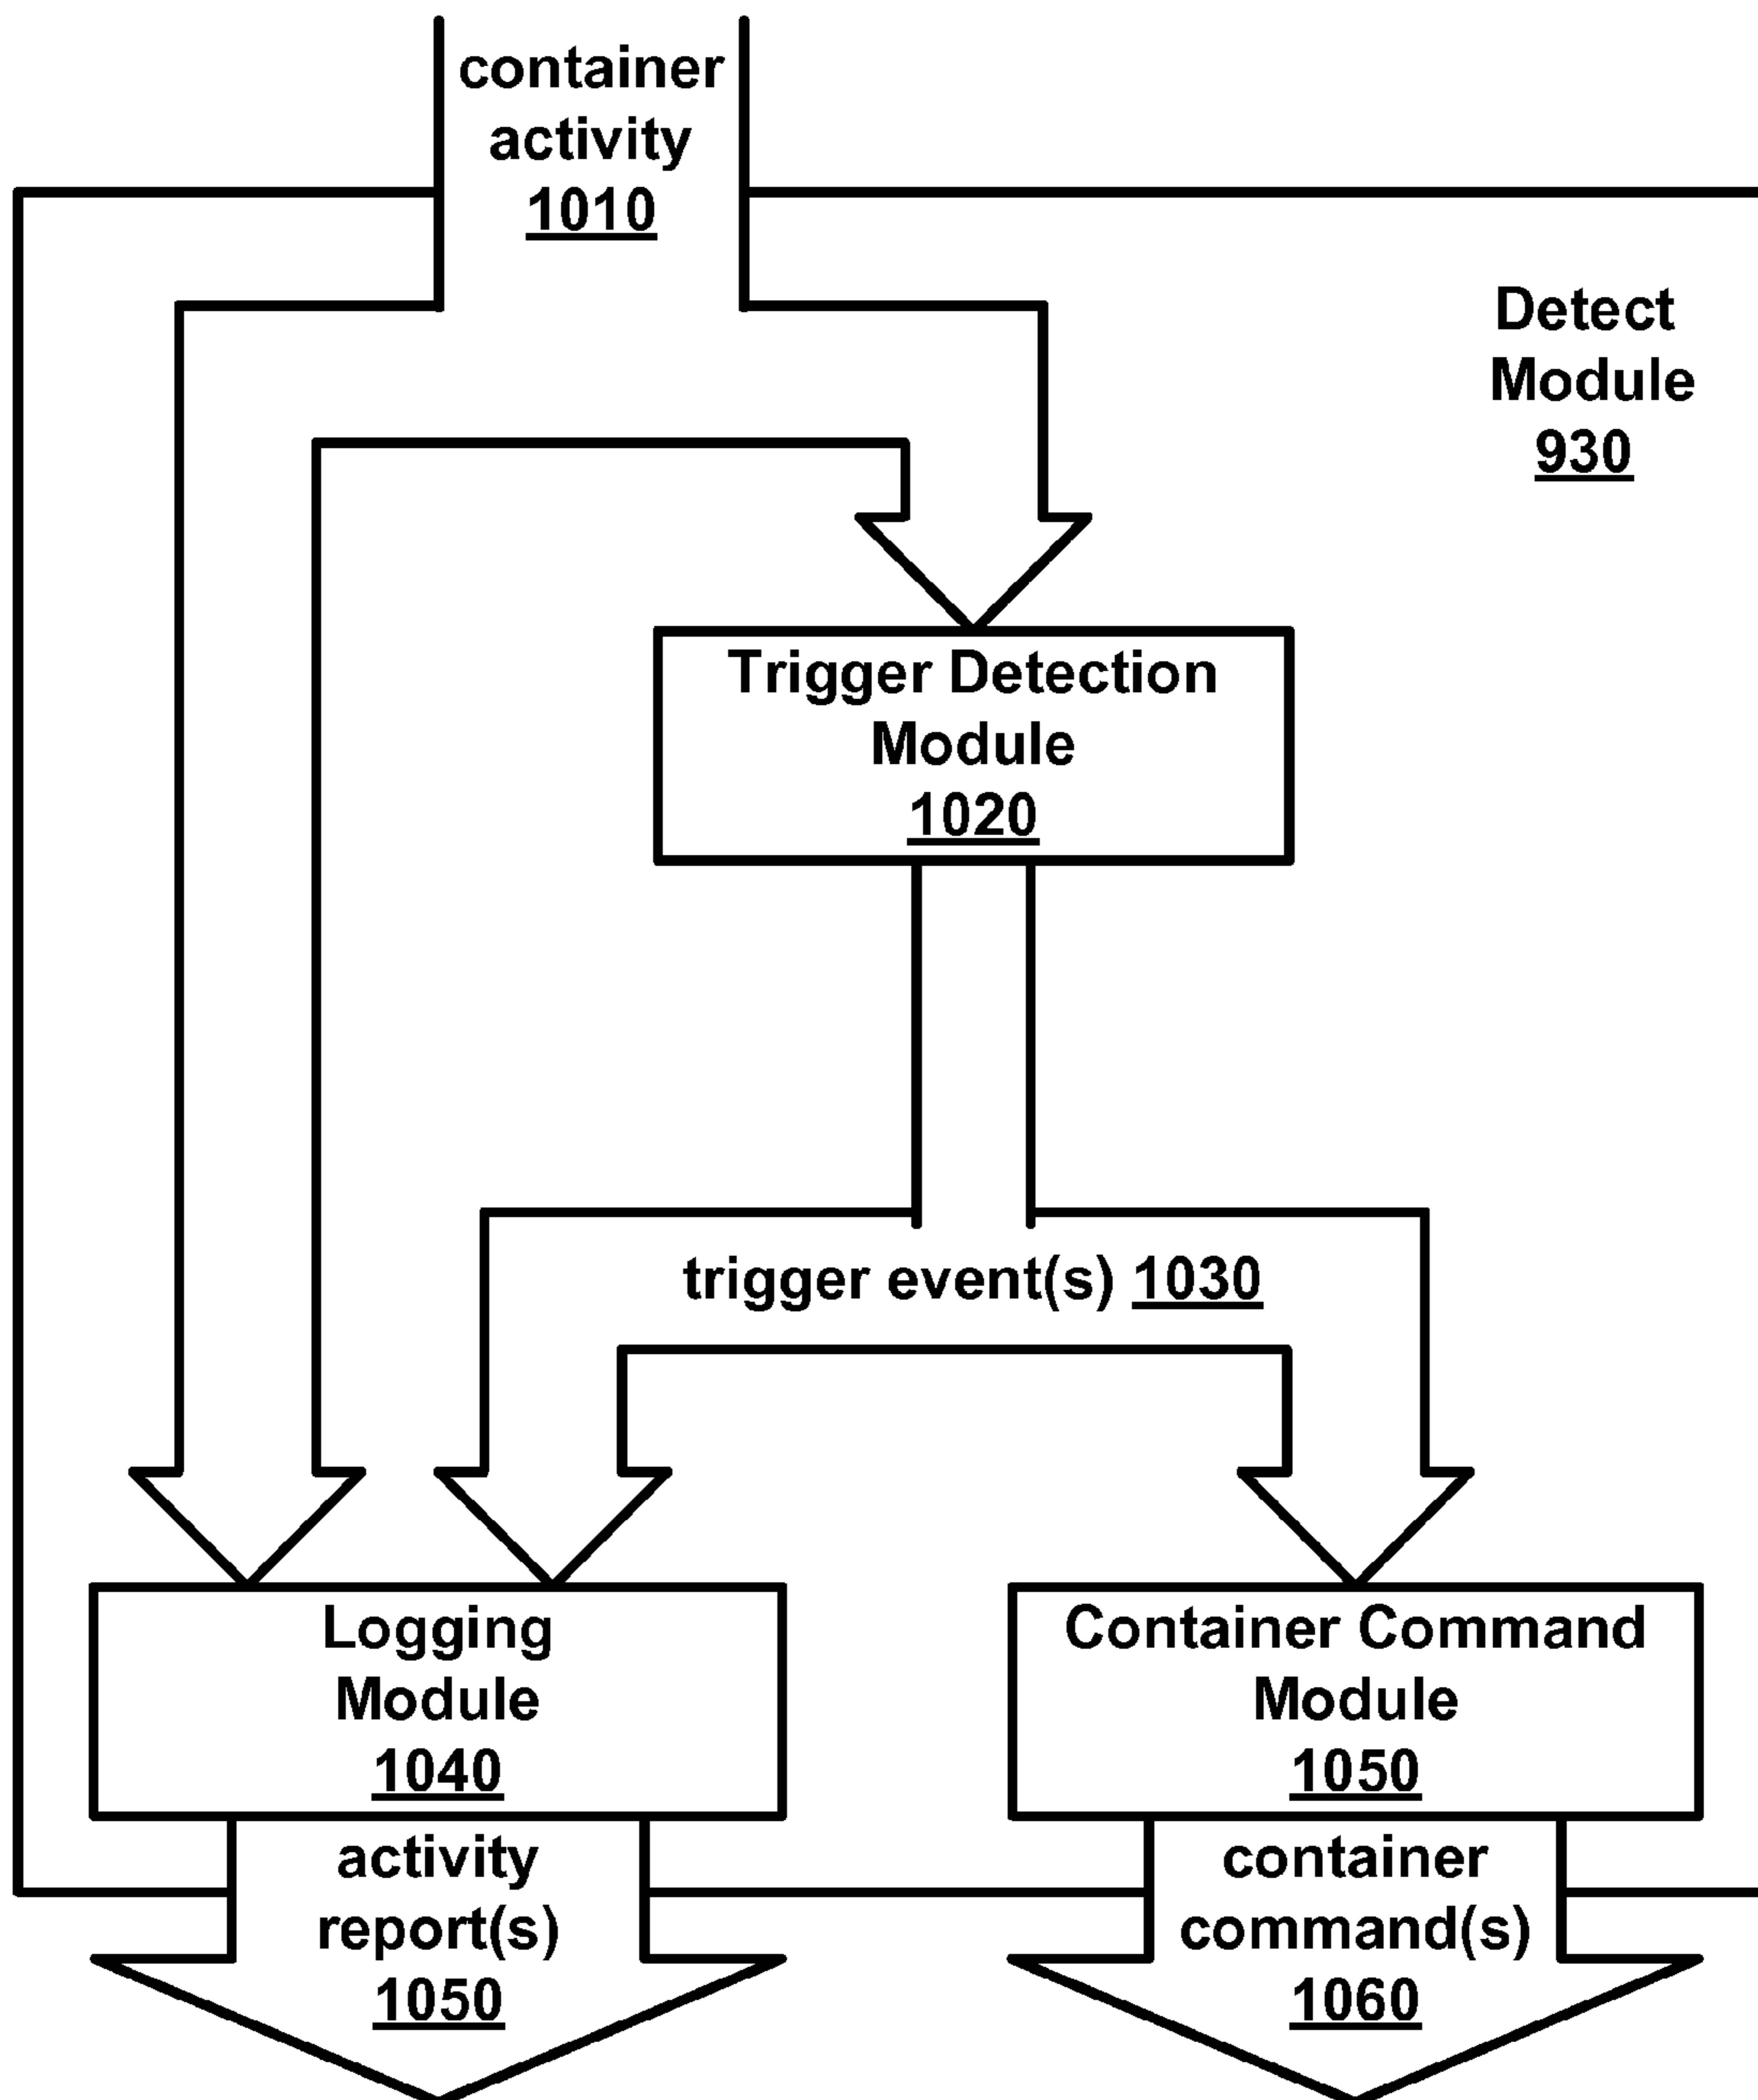 container
activity
1010
Detect
Module
930
Trigger Detection
Module
1020
trigger event(s) 1030
Logging
Module
1040
Container Command
Module
1050
activity
report(s)
1050
container
command(s)
1060